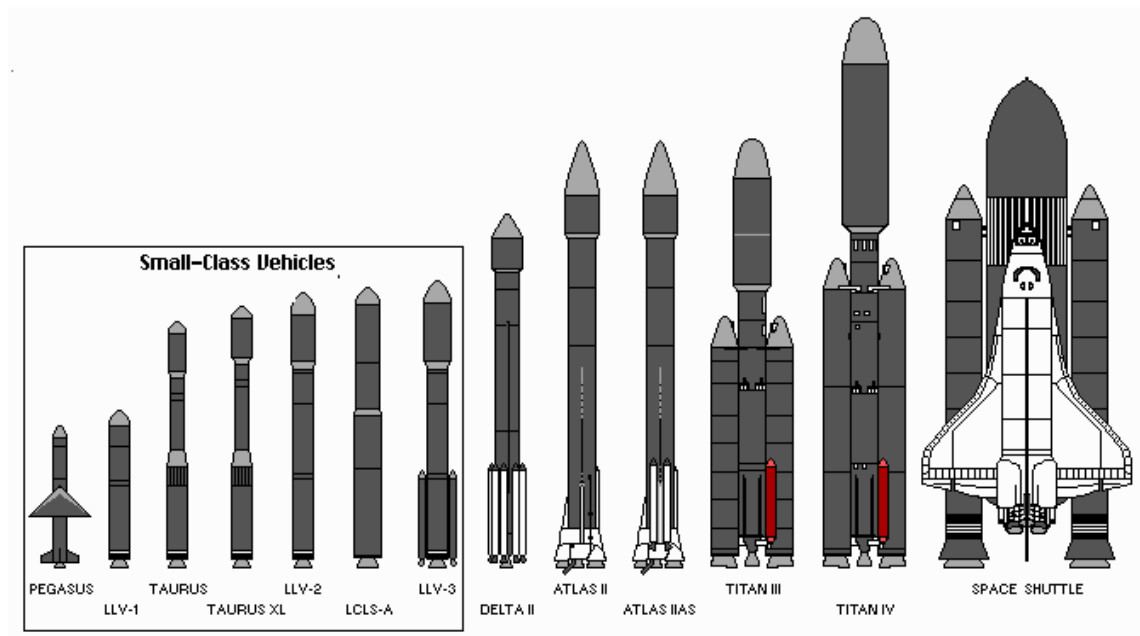 Small-Class Vehicles
PEGASUS
LLV-1
TAURUS
TAURUS XL
LLV-2
LCLS-A
LLV-3
DELTA II
ATLAS II
ATLAS IIAS
TITAN III
TITAN IV
SPACE SHUTTLE